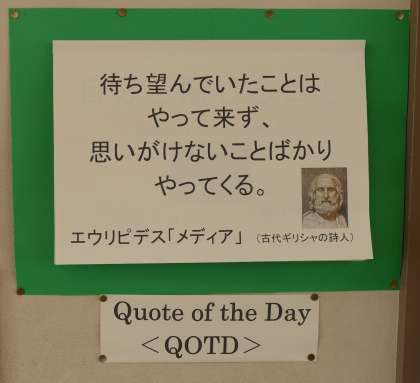 待ち望んでいたことは
やって来ず、
思いがけないことばかり
やってくる。
エウリピデス「メディア」 (古代ギリシャの詩人)
Quote of the Day
＜QOTD＞